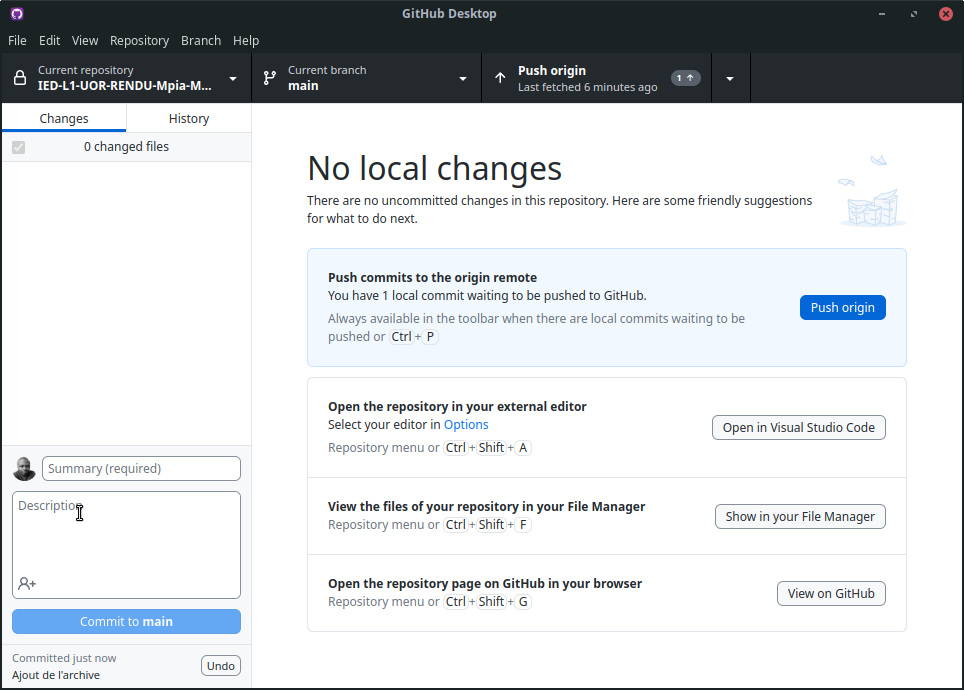 GitHub Desktop
File Edit View Repository Branch Help
Current repository
IED-L1-UOR-RENDU-Mpia-M...
Current branch
main
Push origin
Last fetched 6 minutes ago
1
Changes
History
0 changed files
No local changes
There are no uncommitted changes in this repository. Here are some friendly suggestions
for what to do next.
Push commits to the origin remote
You have 1 local commit waiting to be pushed to GitHub.
Always available in the toolbar when there are local commits waiting to be
pushed or Ctrl + P
Push origin
Open the repository in your external editor
Select your editor in Options
Repository menu or Ctrl + Shift + A
Open in Visual Studio Code
View the files of your repository in your File Manager
Repository menu or Ctrl + Shift + F
Show in your File Manager
Open the repository page on GitHub in your browser
Repository menu or Ctrl + Shift + G
View on GitHub
Summary (required)
Description
Commit to main
Committed just now
Ajout de l'archive
Undo